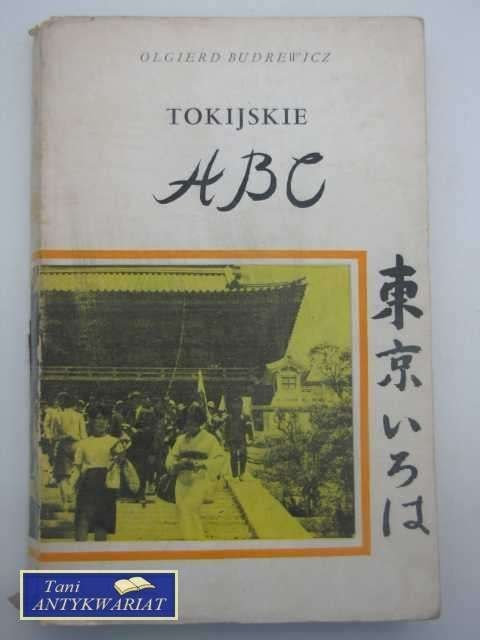 OLGIERD BUDREWICZ
TOKIJSKIE
ABC
東京いろは
Tani
ANTYKWARIAT